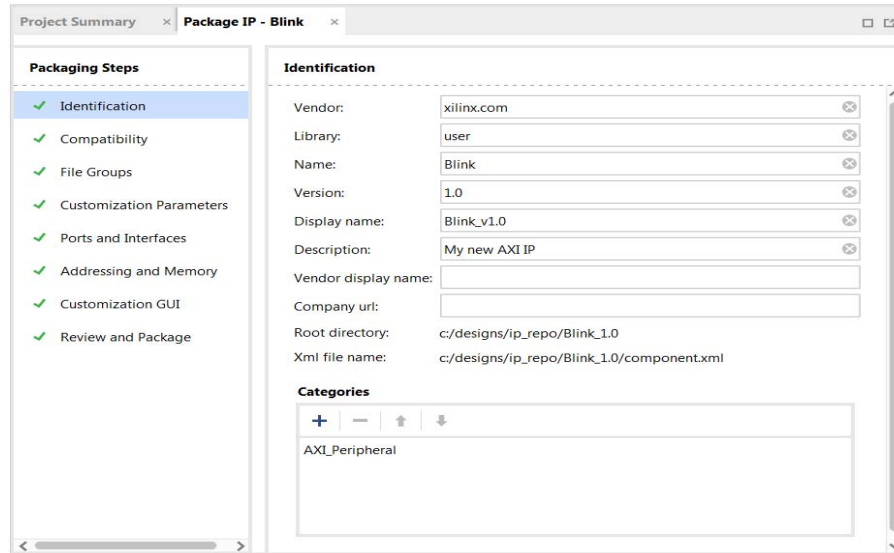 Project Summary × Package IP - Blink ×
Packaging Steps
Identification
Compatibility
File Groups
Customization Parameters
Ports and Interfaces
Addressing and Memory
Customization GUI
Review and Package
Identification
Vendor: xilinx.com
Library: user
Name: Blink
Version: 1.0
Display name: Blink_v1.0
Description: My new AXI IP
Vendor display name:
Company url:
Root directory: c:/designs/ip_repo/Blink_1.0
Xml file name: c:/designs/ip_repo/Blink_1.0/component.xml
Categories
AXI_Peripheral